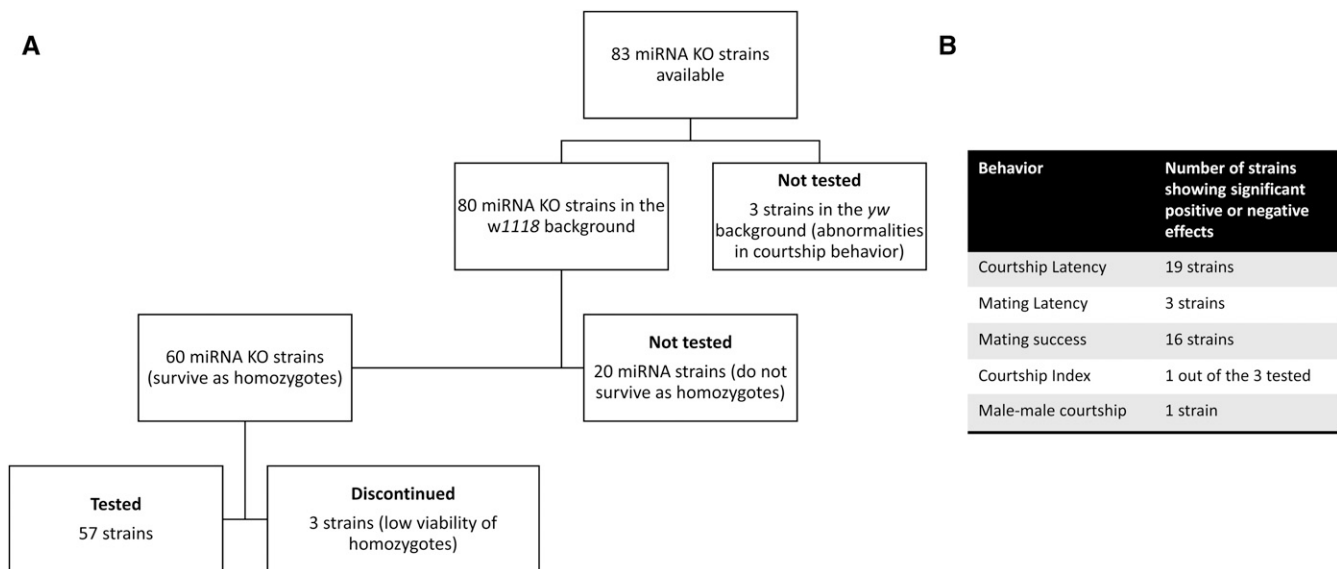 A
83 miRNA KO strains
available
80 miRNA KO strains in the
w1118 background
Not tested
3 strains in the yw
background (abnormalities
in courtship behavior)
60 miRNA KO strains
(survive as homozygotes)
Not tested
20 miRNA strains (do not
survive as homozygotes)
Tested
57 strains
Discontinued
3 strains (low viability of
homozygotes)
B
Behavior
Number of strains
showing significant
positive or negative
effects
Courtship Latency 19 strains
Mating Latency 3 strains
Mating success 16 strains
Courtship Index 1 out of the 3 tested
Male-male courtship 1 strain